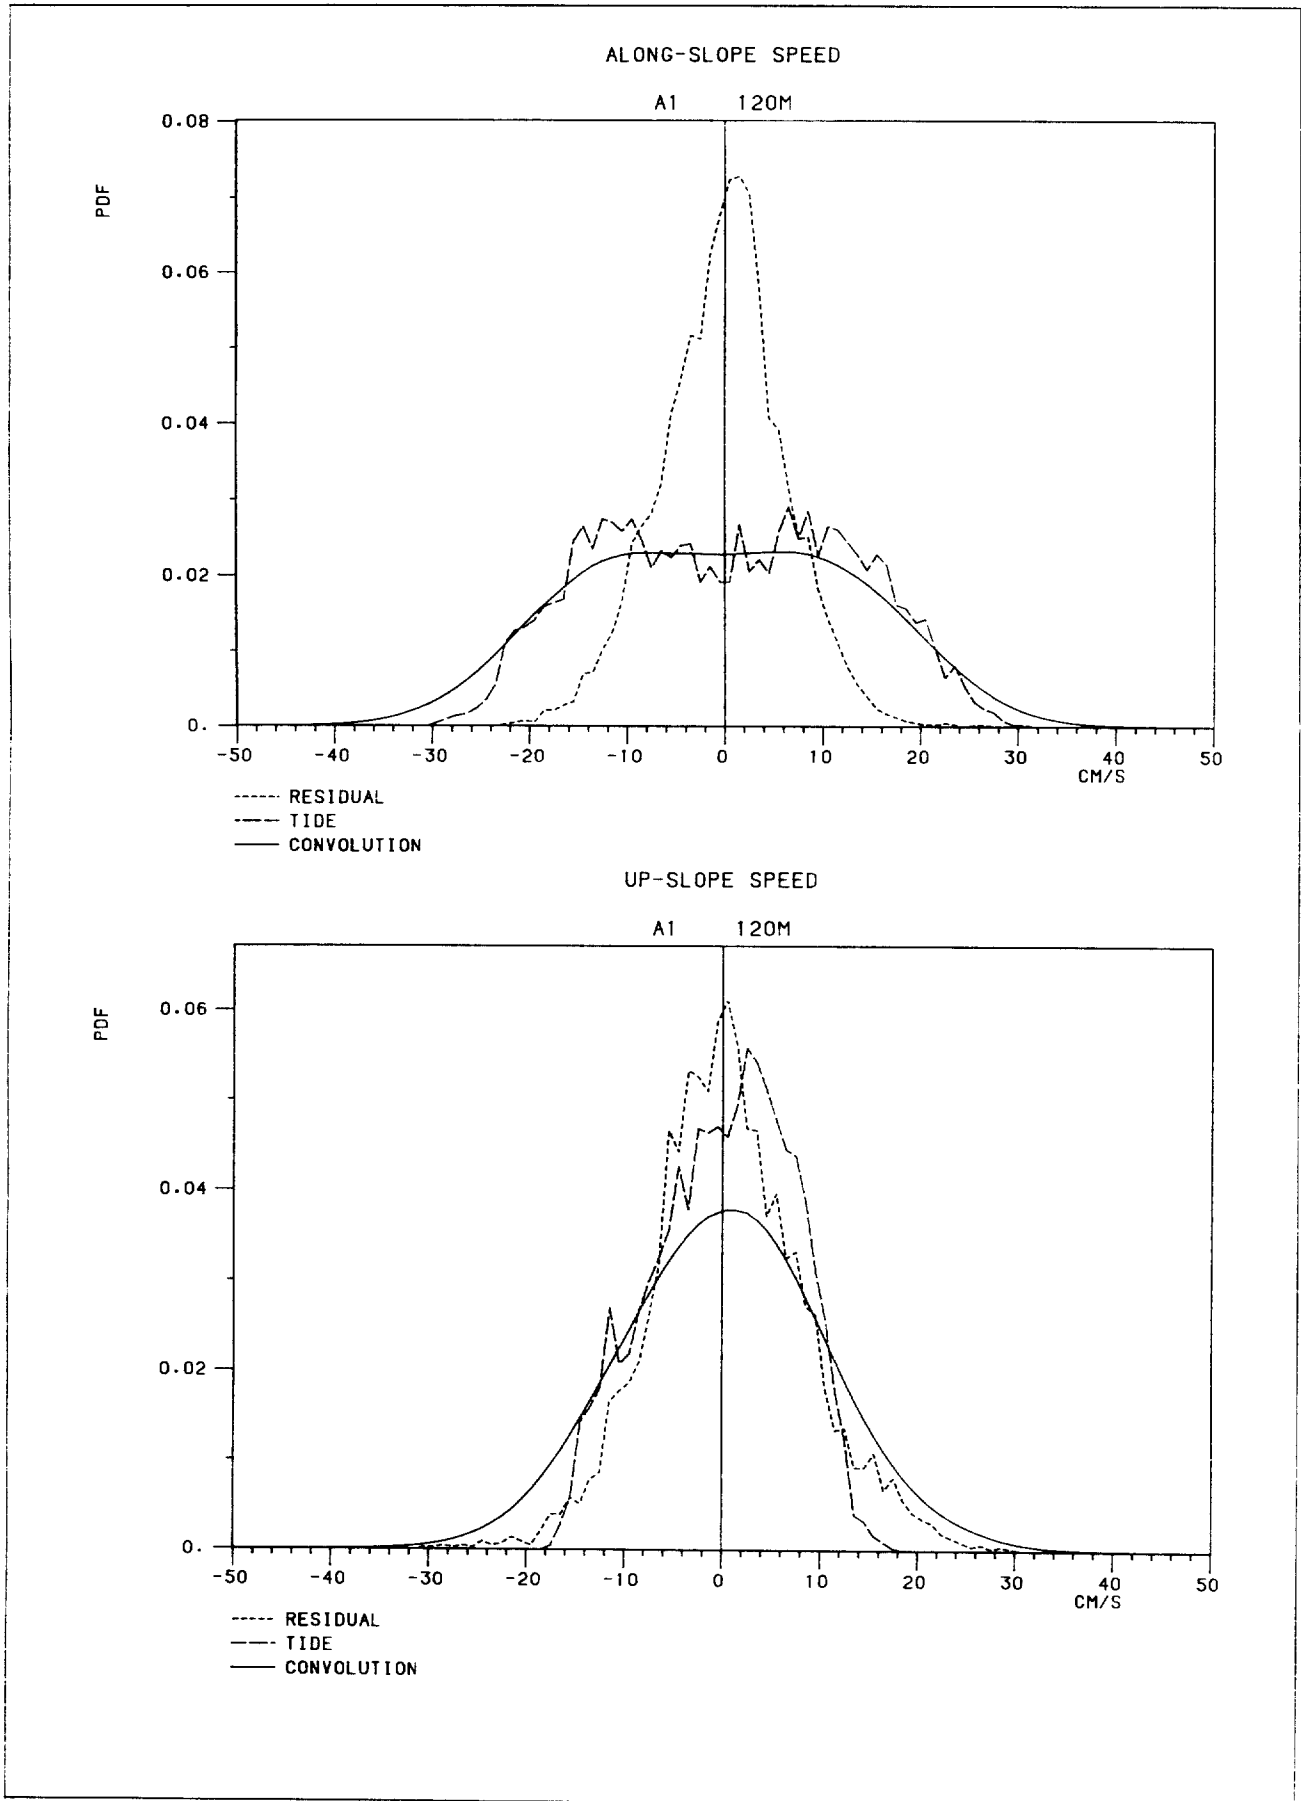 ALONG-SLOPE SPEED
A1 120M
0.08
PDF
0.06
0.04
0.02
0.
-50 -40 -30 -20 -10 0 10 20 30 40 50
CM/S
RESIDUAL
TIDE
CONVOLUTION
UP-SLOPE SPEED
A1 120M
0.06
PDF
0.04
0.02
0.
-50 -40 -30 -20 -10 0 10 20 30 40 50
CM/S
RESIDUAL
TIDE
CONVOLUTION